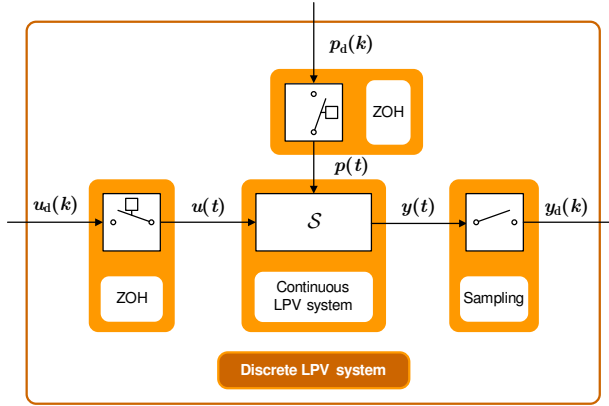 p_d(k)
ZOH
p(t)
u_d(k)
u(t)
S
y(t)
y_d(k)
ZOH
Continuous
LPV system
Sampling
Discrete LPV system